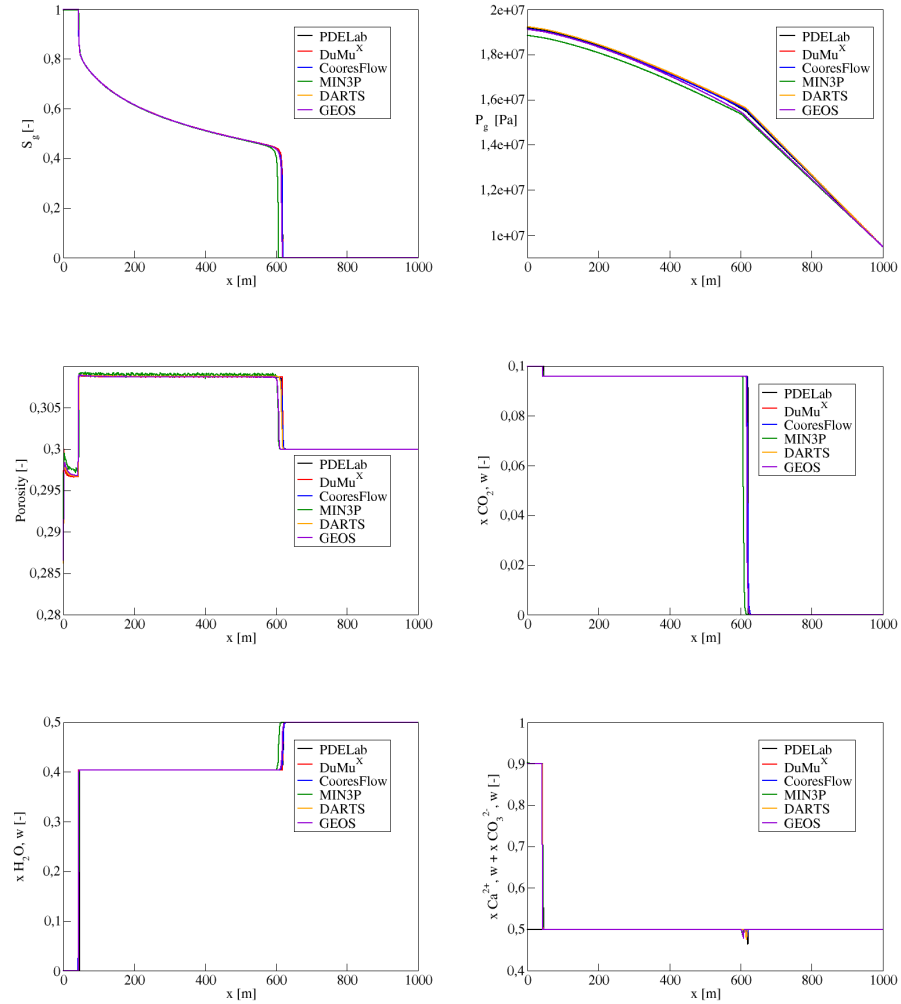 1
0,8
0,6
0,4
0,2
0
S_g [-]
0 200 400 600 800 1000
x [m]
PDELab
DuMu^X
CooresFlow
MIN3P
DARTS
GEOS
2e+07
1,8e+07
1,6e+07
P_g [Pa]
1,4e+07
1,2e+07
1e+07
0 200 400 600 800 1000
x [m]
PDELab
DuMu^X
CooresFlow
MIN3P
DARTS
GEOS
0,305
0,3
0,295
0,29
0,285
0,28
Porosity [-]
0 200 400 600 800 1000
x [m]
PDELab
DuMu^X
CooresFlow
MIN3P
DARTS
GEOS
0,1
0,08
0,06
0,04
0,02
0
x CO_2, w [-]
0 200 400 600 800 1000
x [m]
PDELab
DuMu^X
CooresFlow
MIN3P
DARTS
GEOS
0,5
0,4
0,3
0,2
0,1
0
x H_2O, w [-]
0 200 400 600 800 1000
x [m]
PDELab
DuMu^X
CooresFlow
MIN3P
DARTS
GEOS
1
0,9
0,8
0,7
0,6
0,5
0,4
x Ca^{2+}, w + x CO_3^{2-}, w [-]
0 200 400 600 800 1000
x [m]
PDELab
DuMu^X
CooresFlow
MIN3P
DARTS
GEOS